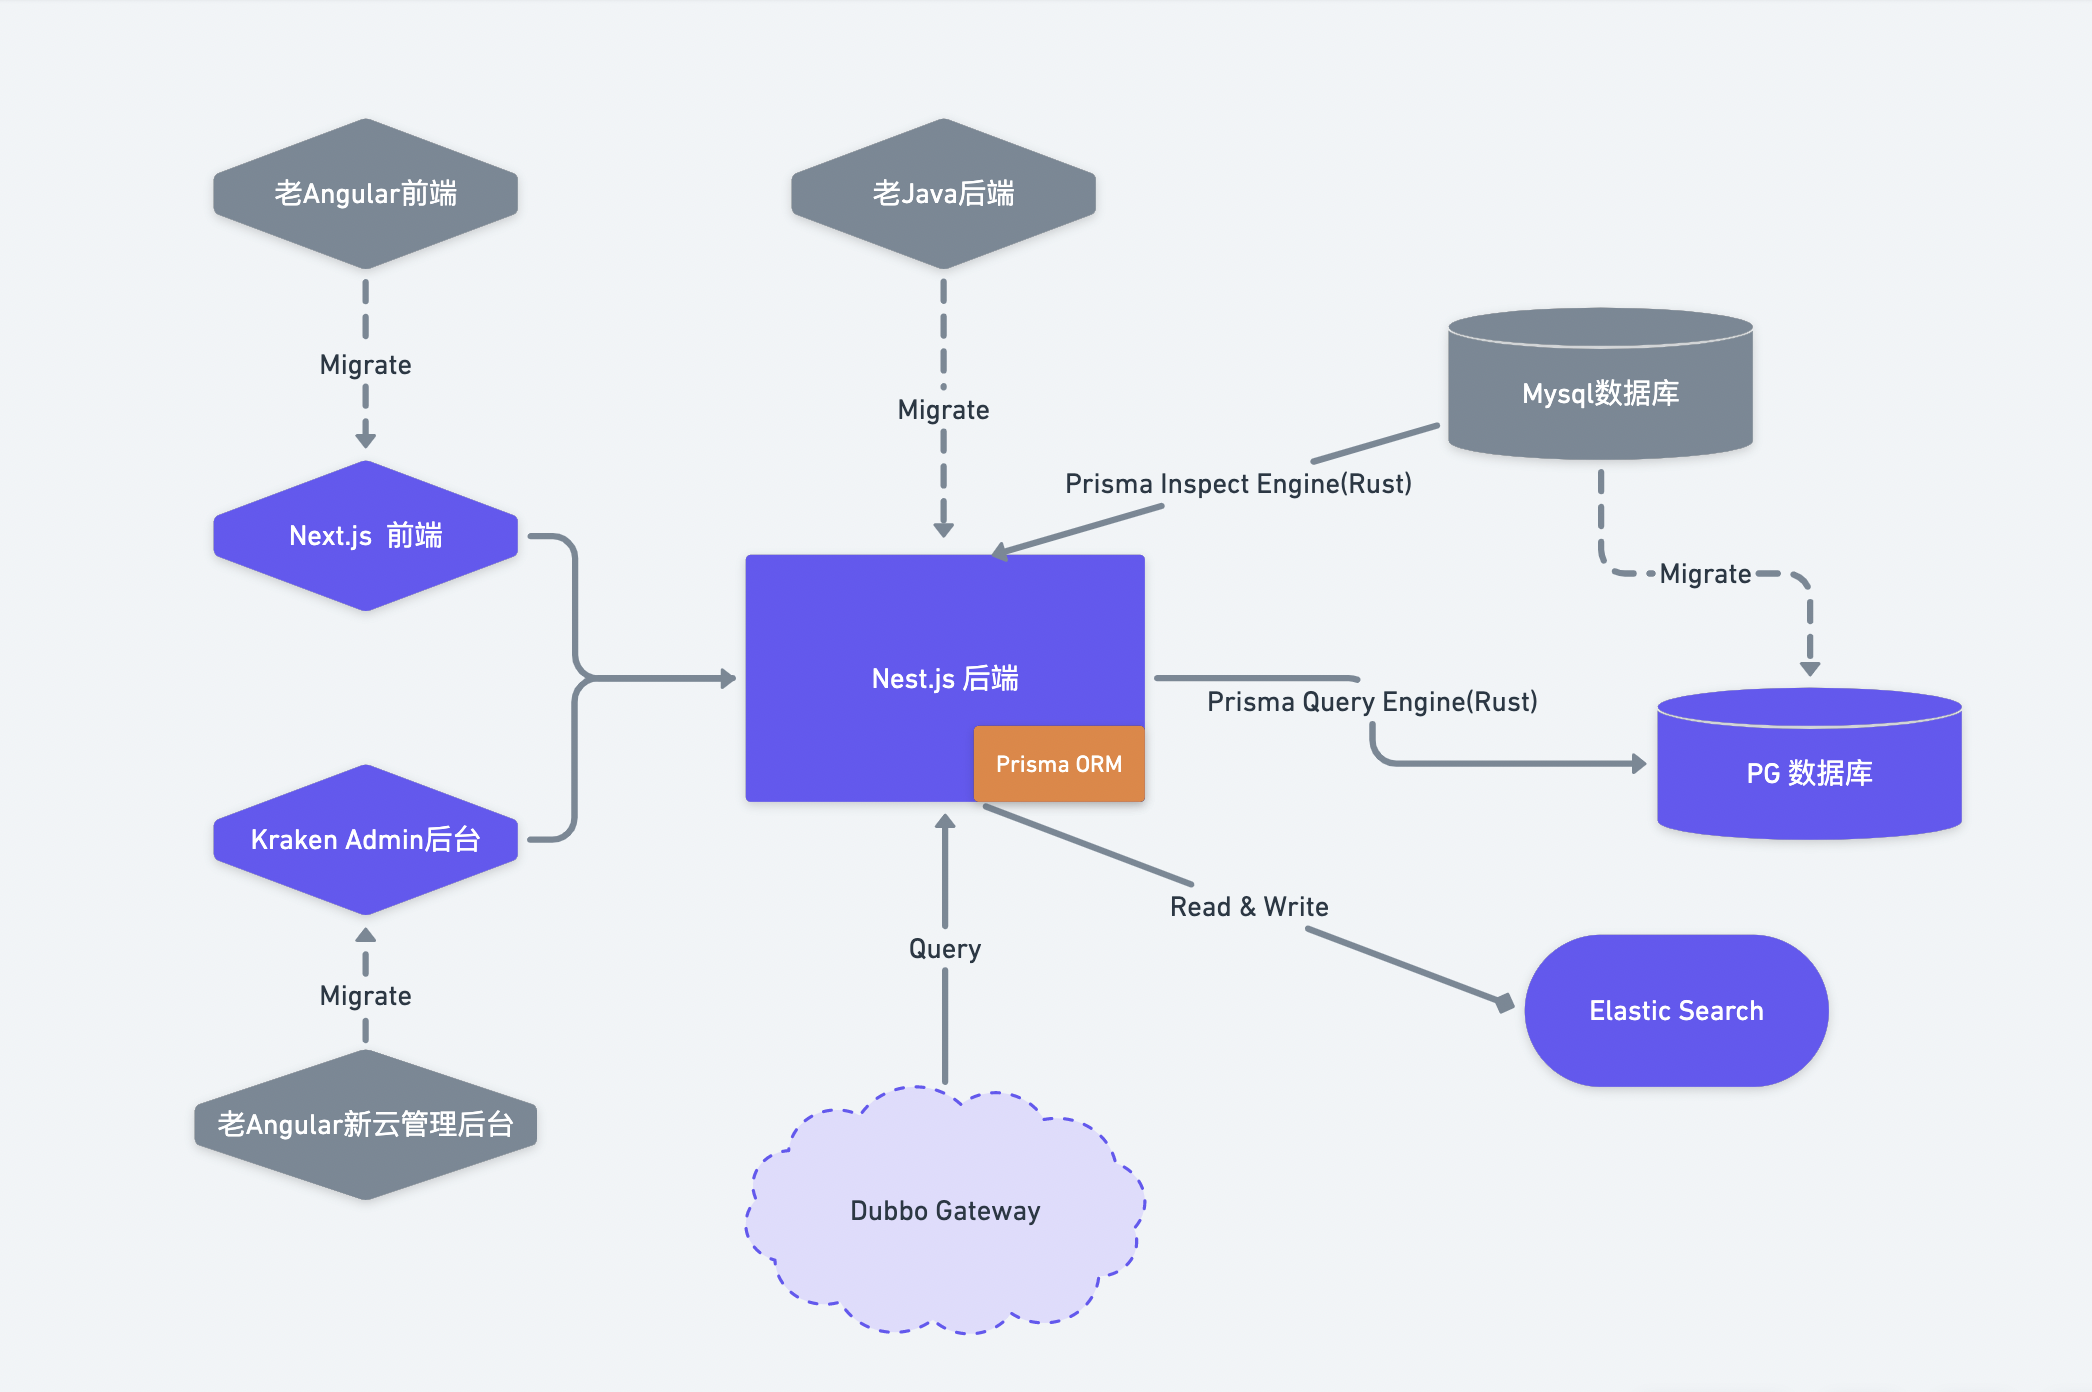 老Angular前端
老Java后端
Migrate
Mysql数据库
Migrate
Prisma Inspect Engine(Rust)
Next.js 前端
Migrate
Nest.js 后端
Prisma Query Engine(Rust)
Prisma ORM
PG 数据库
Kraken Admin后台
Read & Write
Query
Migrate
Elastic Search
老Angular新云管理后台
Dubbo Gateway